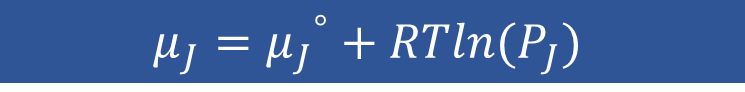 μ_J = μ_J° + RTln(P_J)